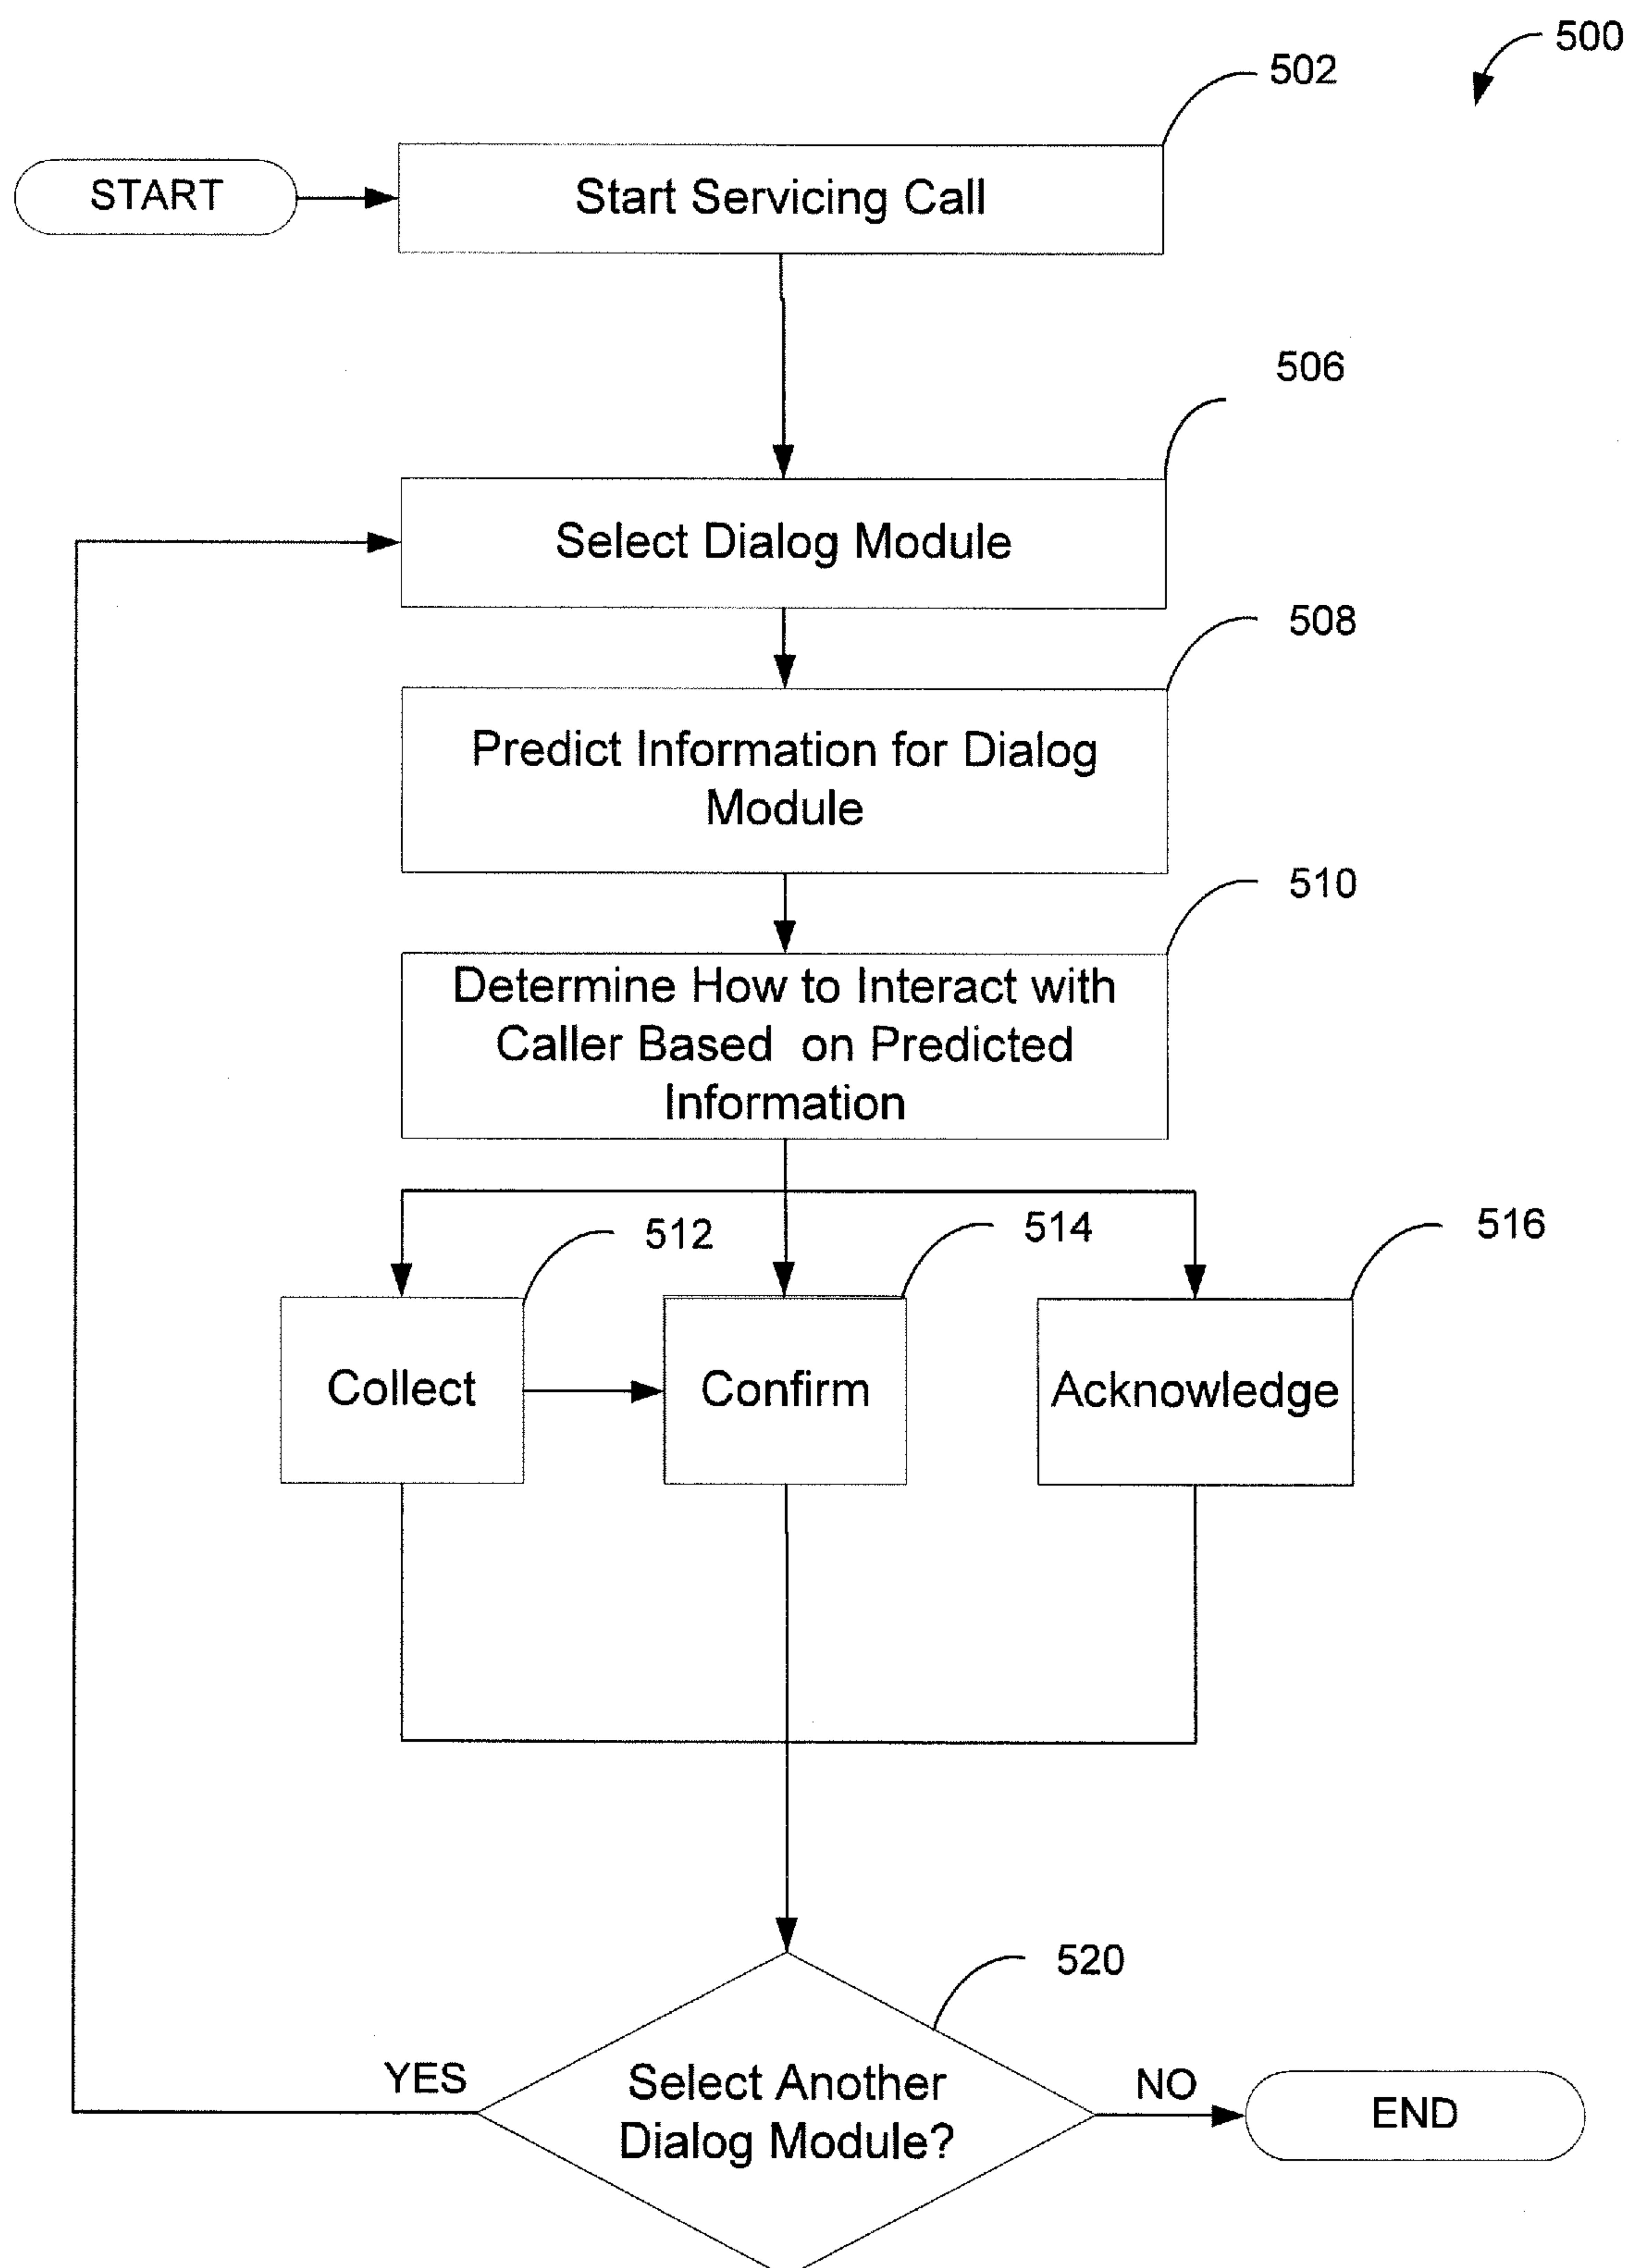 500
502
START
Start Servicing Call
506
Select Dialog Module
508
Predict Information for Dialog
Module
510
Determine How to Interact with
Caller Based on Predicted
Information
512
514
516
Collect
Confirm
Acknowledge
520
YES
Select Another
Dialog Module?
NO
END